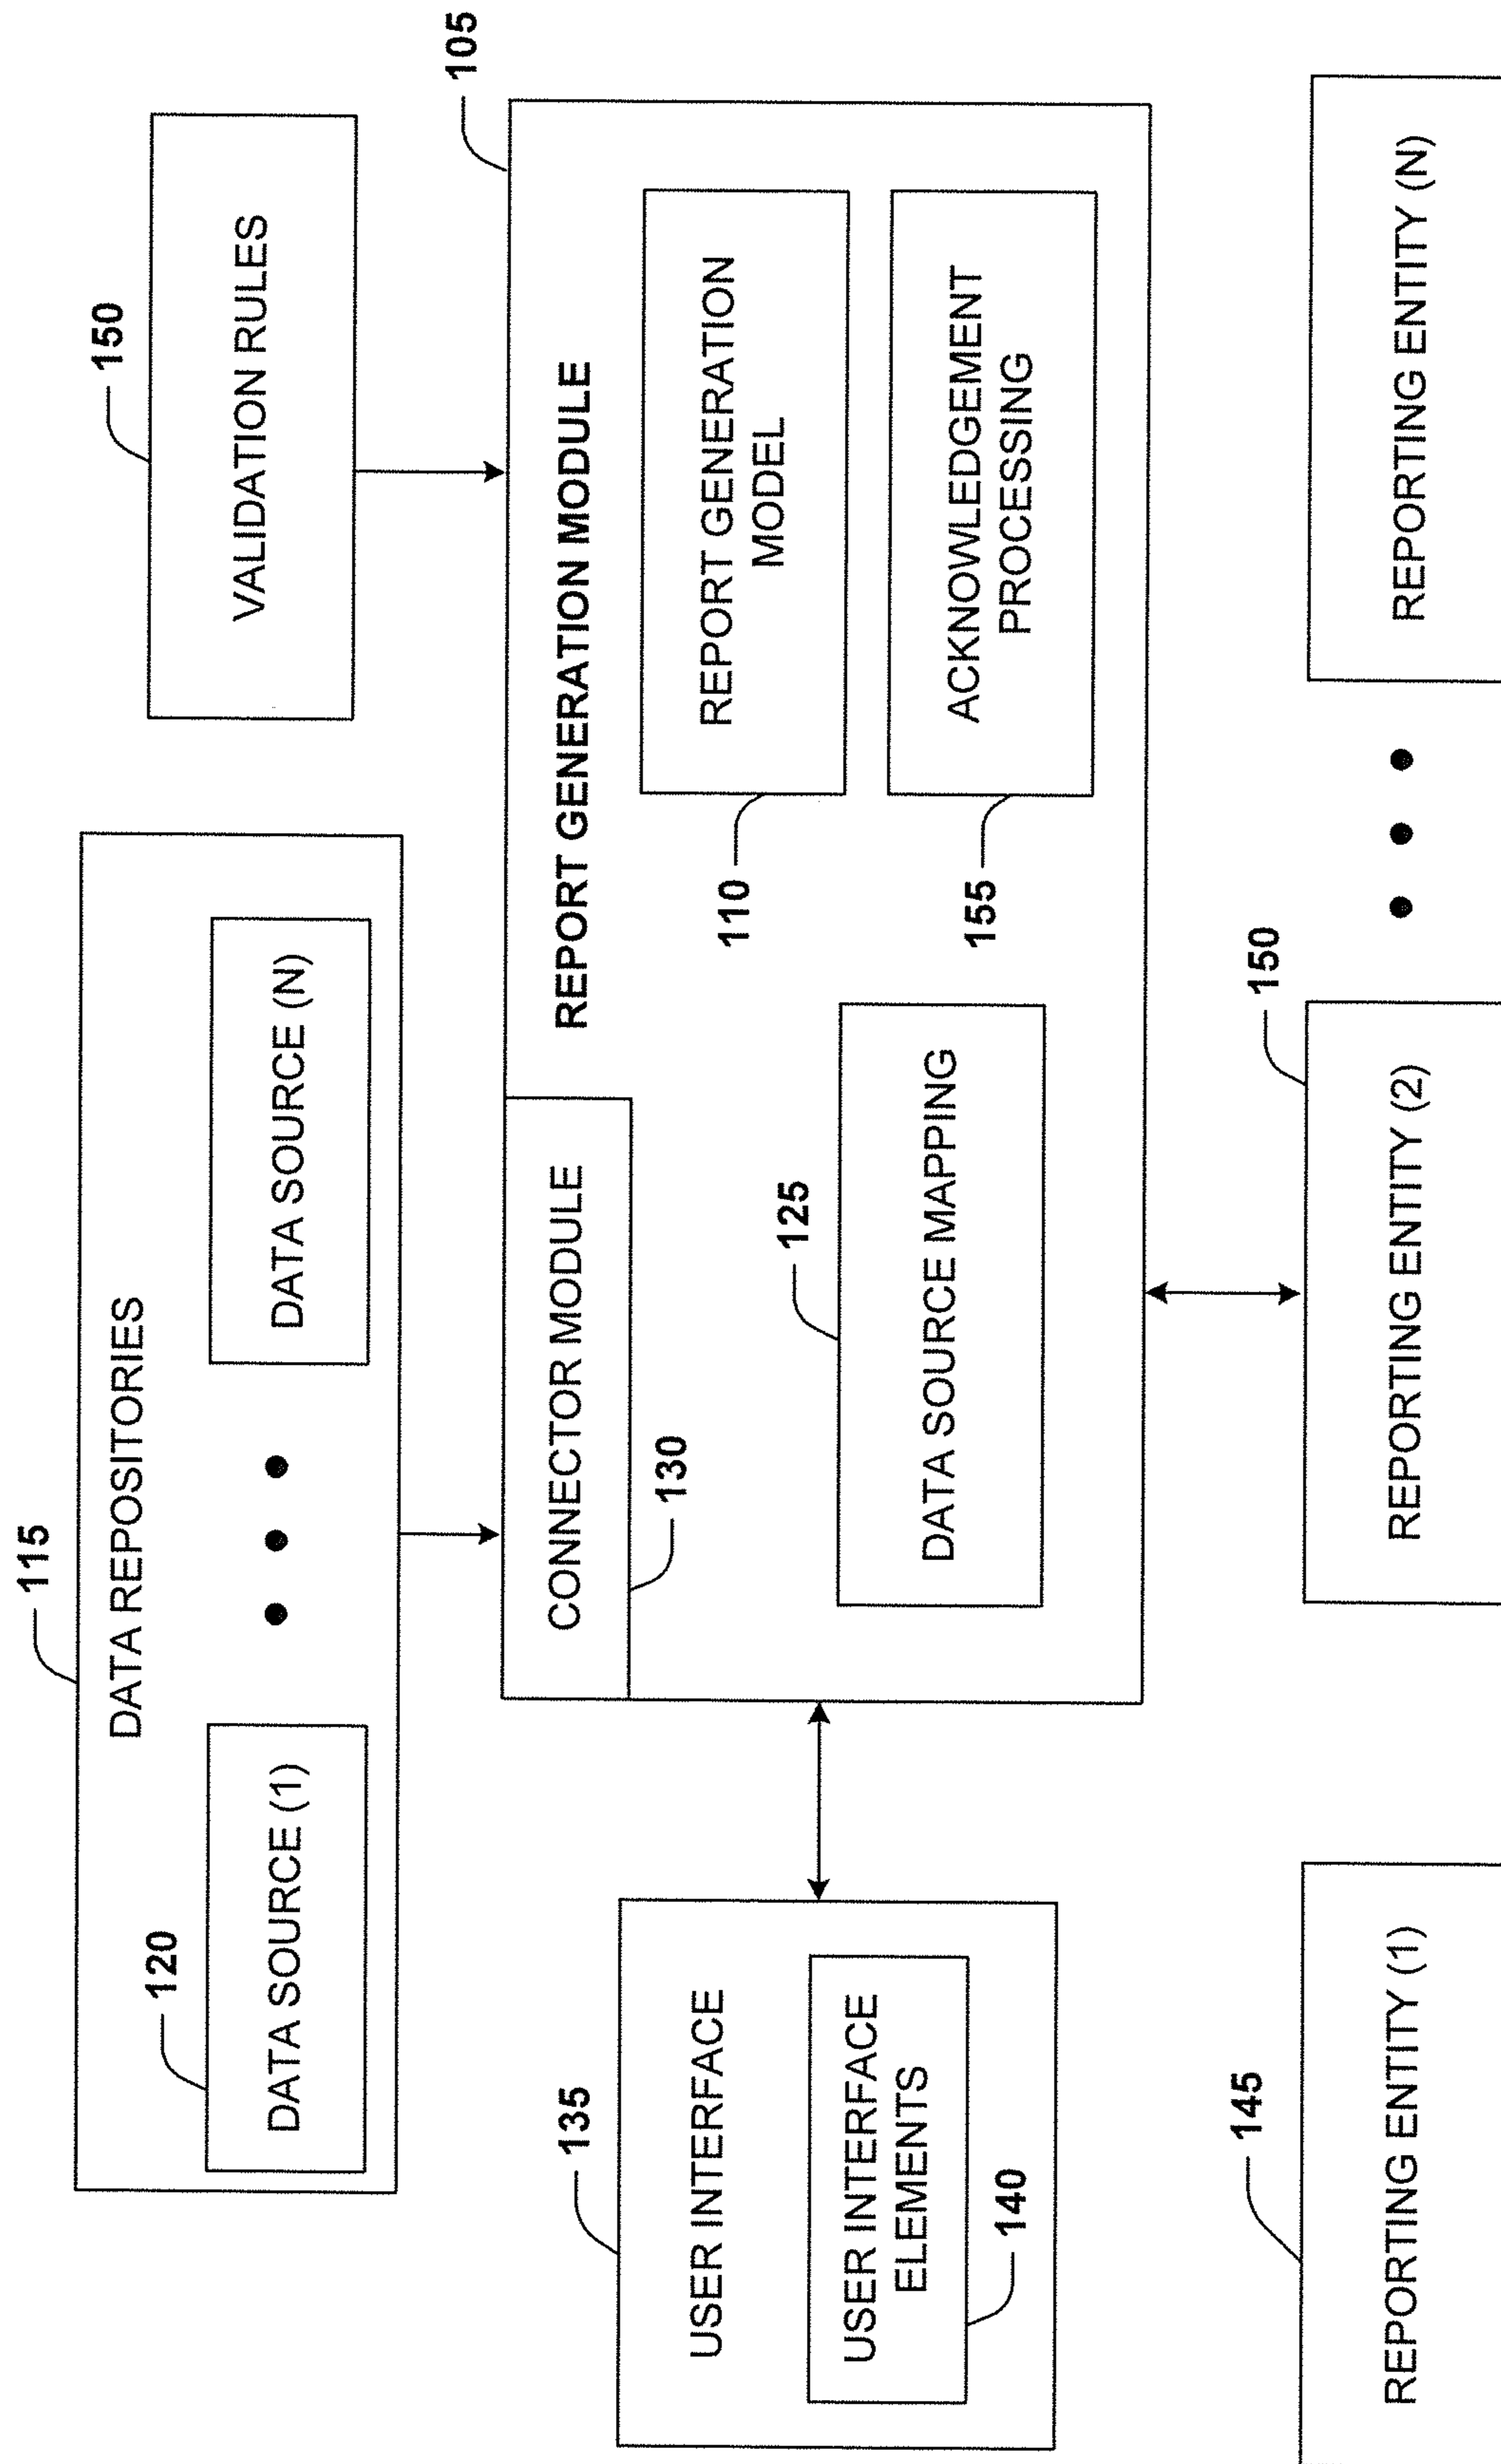 115
DATA REPOSITORIES
120
DATA SOURCE (1)
DATA SOURCE (N)
150
VALIDATION RULES
105
CONNECTOR MODULE
130
REPORT GENERATION MODULE
125
DATA SOURCE MAPPING
REPORT GENERATION
MODEL
110
ACKNOWLEDGEMENT
PROCESSING
155
135
USER INTERFACE
USER INTERFACE
ELEMENTS
140
145
REPORTING ENTITY (1)
150
REPORTING ENTITY (2)
REPORTING ENTITY (N)